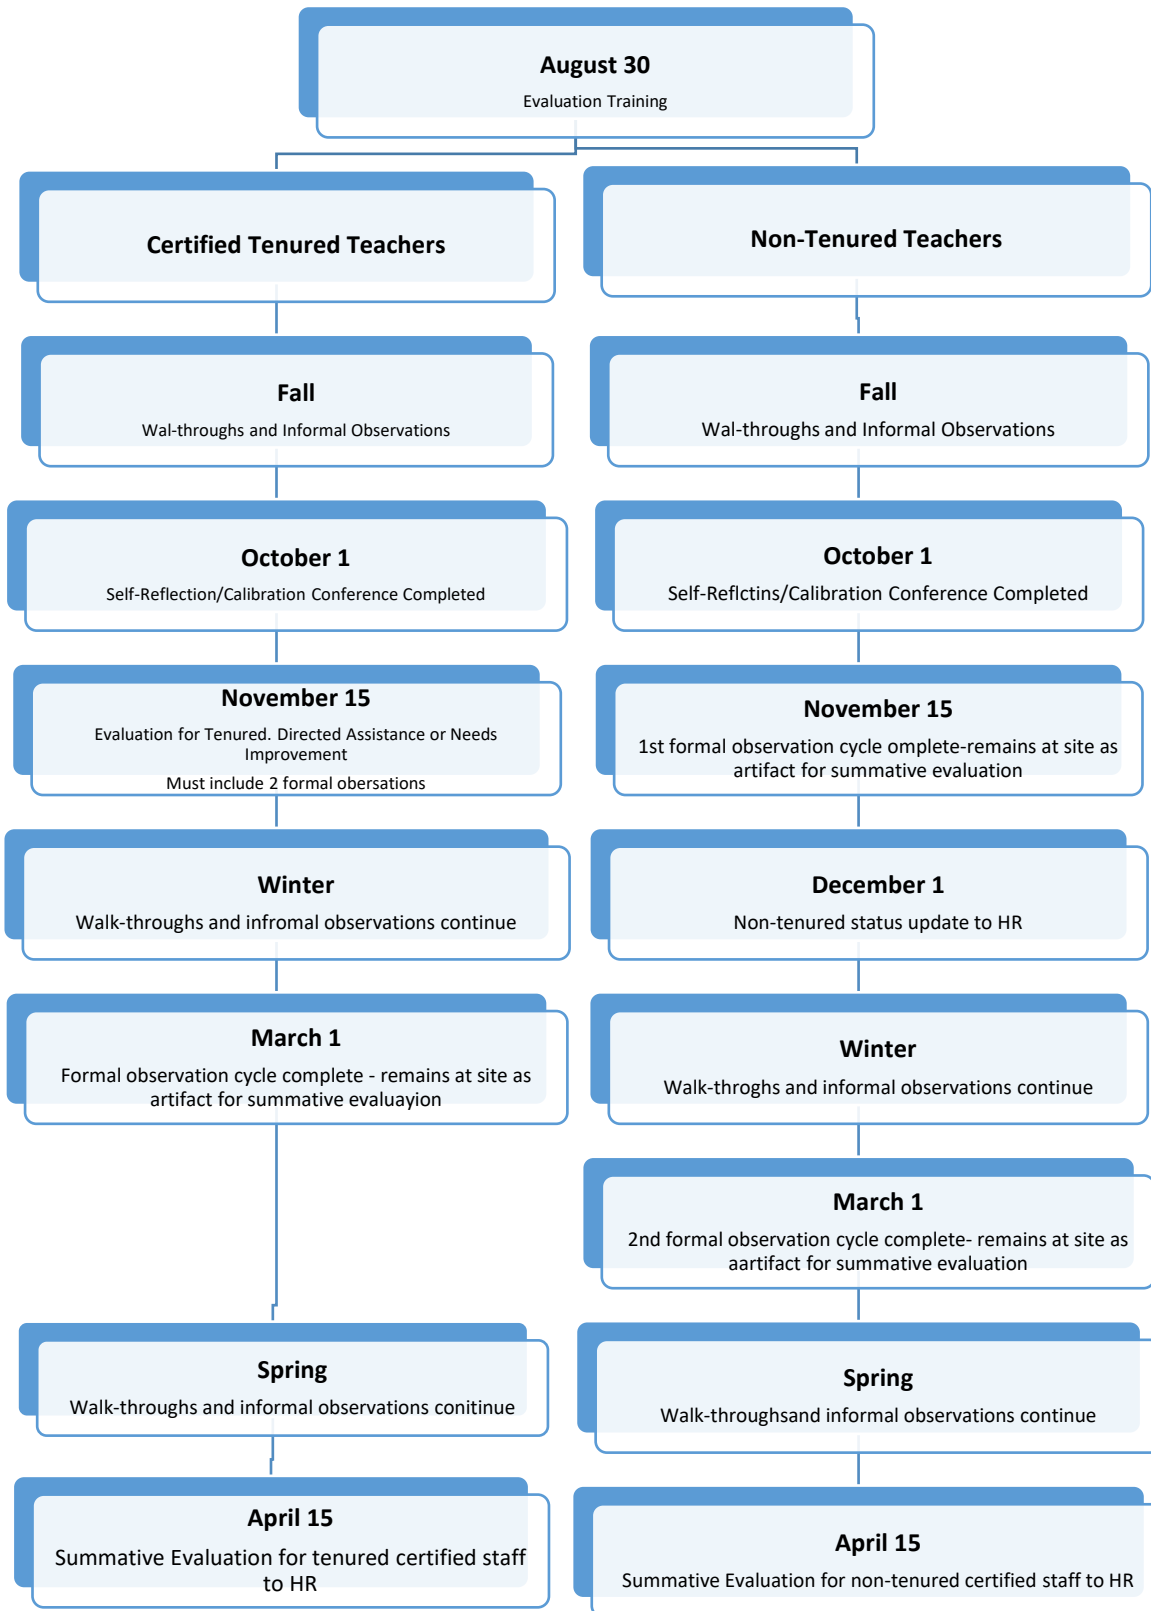 August 30
Evaluation Training
Certified Tenured Teachers
Non-Tenured Teachers
Fall
Wal-throughs and Informal Observations
Fall
Wal-throughs and Informal Observations
October 1
Self-Reflection/Calibration Conference Completed
October 1
Self-Reflctins/Calibration Conference Completed
November 15
Evaluation for Tenured. Directed Assistance or Needs
Improvement
Must include 2 formal obersations
November 15
1st formal observation cycle omplete-remains at site as
artifact for summative evaluation
Winter
Walk-throughs and infromal observations continue
December 1
Non-tenured status update to HR
March 1
Formal observation cycle complete - remains at site as
artifact for summative evaluayion
Winter
Walk-throghs and informal observations continue
March 1
2nd formal observation cycle complete- remains at site as
aartifact for summative evaluation
Spring
Walk-throughs and informal observations conitinue
Spring
Walk-throughsand informal observations continue
April 15
Summative Evaluation for tenured certified staff
to HR
April 15
Summative Evaluation for non-tenured certified staff to HR